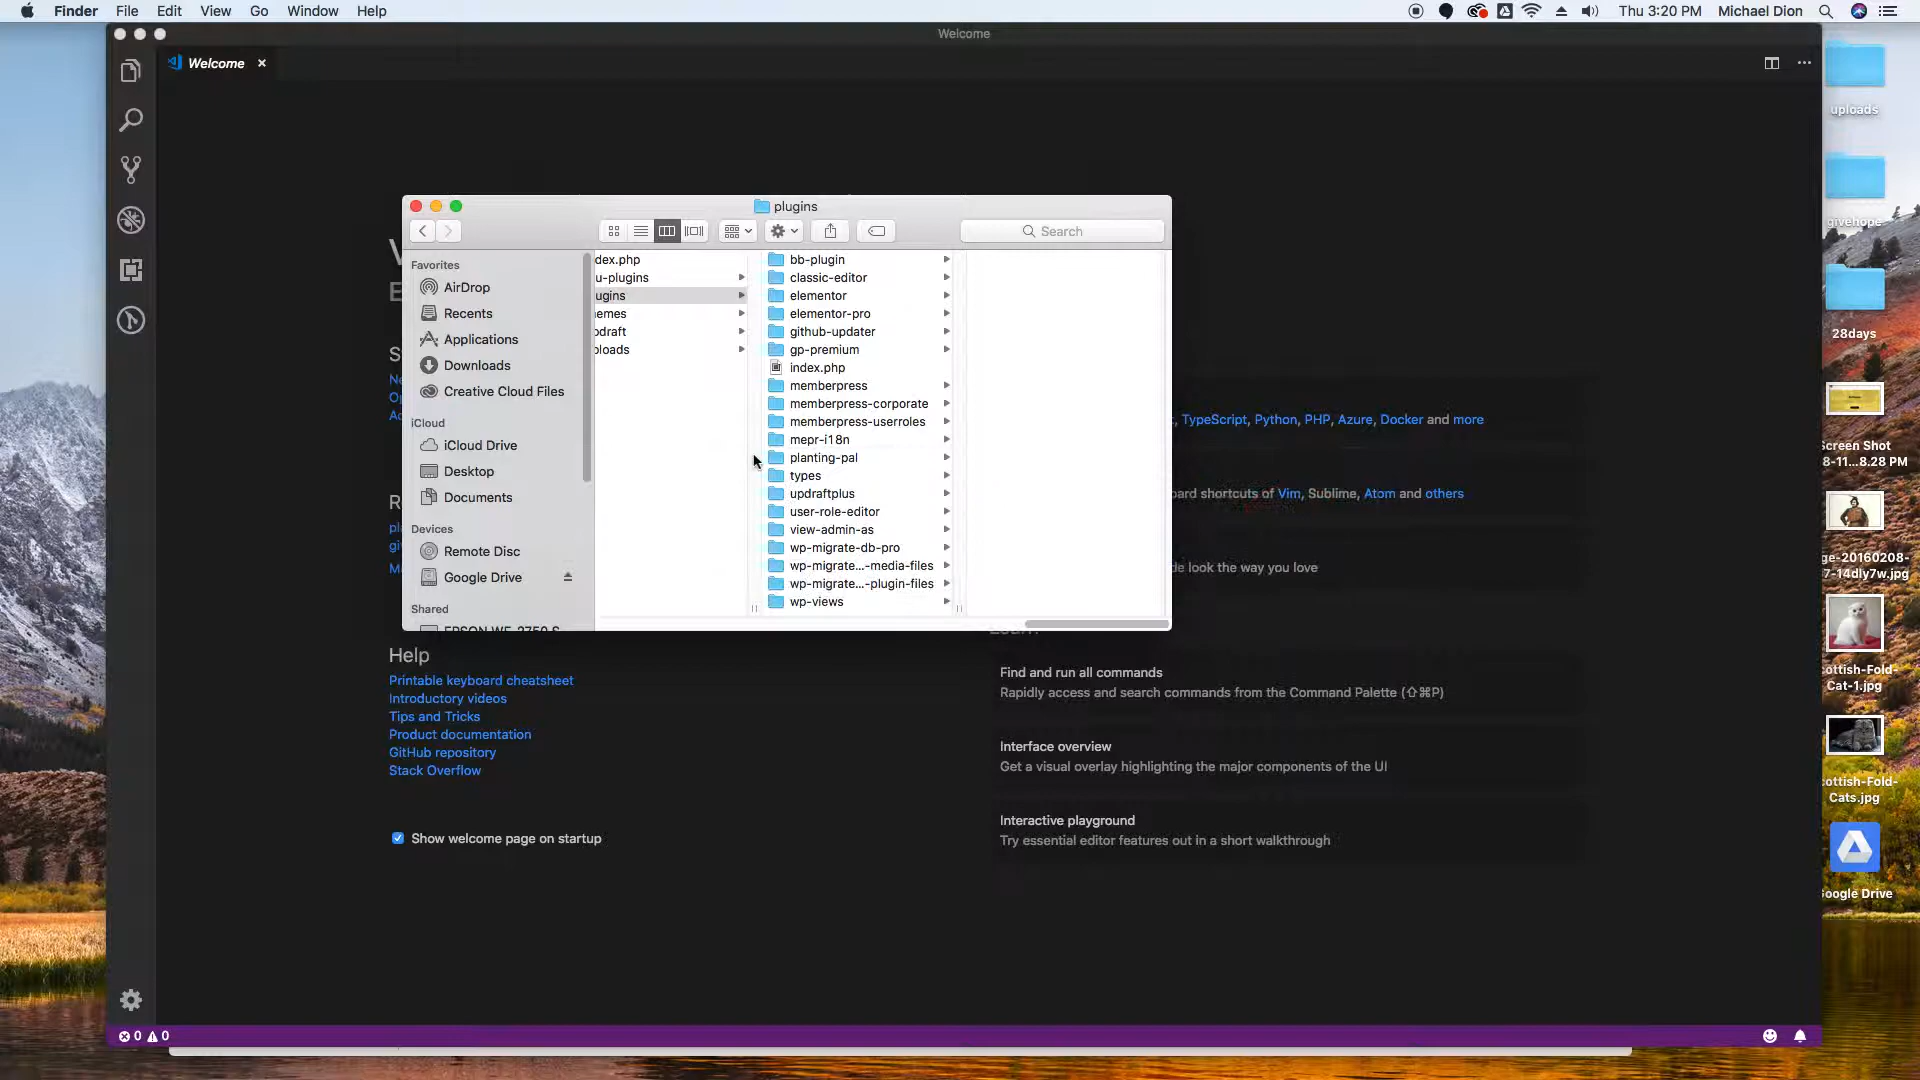 Finder File Edit View Go Window Help
Thu 3:20 PM Michael Dion
Welcome
Welcome
plugins
Search
Favorites
AirDrop
Recents
Applications
Downloads
Creative Cloud Files
iCloud
iCloud Drive
Desktop
Documents
Devices
Remote Disc
Google Drive
Shared
dex.php
u-plugins
ugins
emes
draft
loads
bb-plugin
classic-editor
elementor
elementor-pro
github-updater
gp-premium
index.php
memberpress
memberpress-corporate
memberpress-userroles
mepr-i18n
planting-pal
types
updraftplus
user-role-editor
view-admin-as
wp-migrate-db-pro
wp-migrate...-media-files
wp-migrate...-plugin-files
wp-views
TypeScript, Python, PHP, Azure, Docker and more
ard shortcuts of Vim, Sublime, Atom and others
de look the way you love
Help
Printable keyboard cheatsheet
Introductory videos
Tips and Tricks
Product documentation
GitHub repository
Stack Overflow
Show welcome page on startup
Find and run all commands
Rapidly access and search commands from the Command Palette (⇧⌘P)
Interface overview
Get a visual overlay highlighting the major components of the UI
Interactive playground
Try essential editor features out in a short walkthrough
0 0
uploads
givehope
28days
Screen Shot
8-11...8.28 PM
ge-20160208-
7-14dly7w.jpg
ottish-Fold-
Cat-1.jpg
ottish-Fold-
Cats.jpg
Google Drive